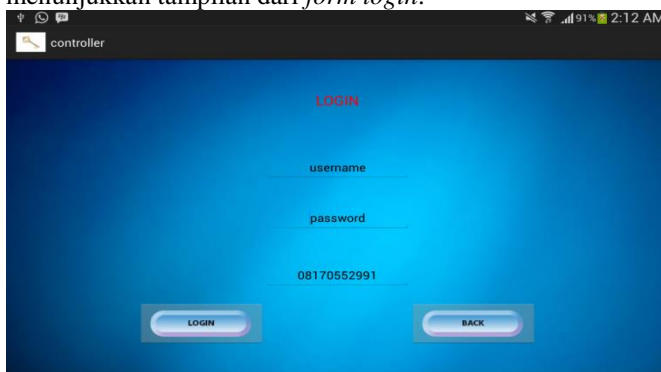 menunjukkan tampilan dari form login.
91% 2:12 AM
controller
LOGIN
username
password
08170552991
LOGIN BACK